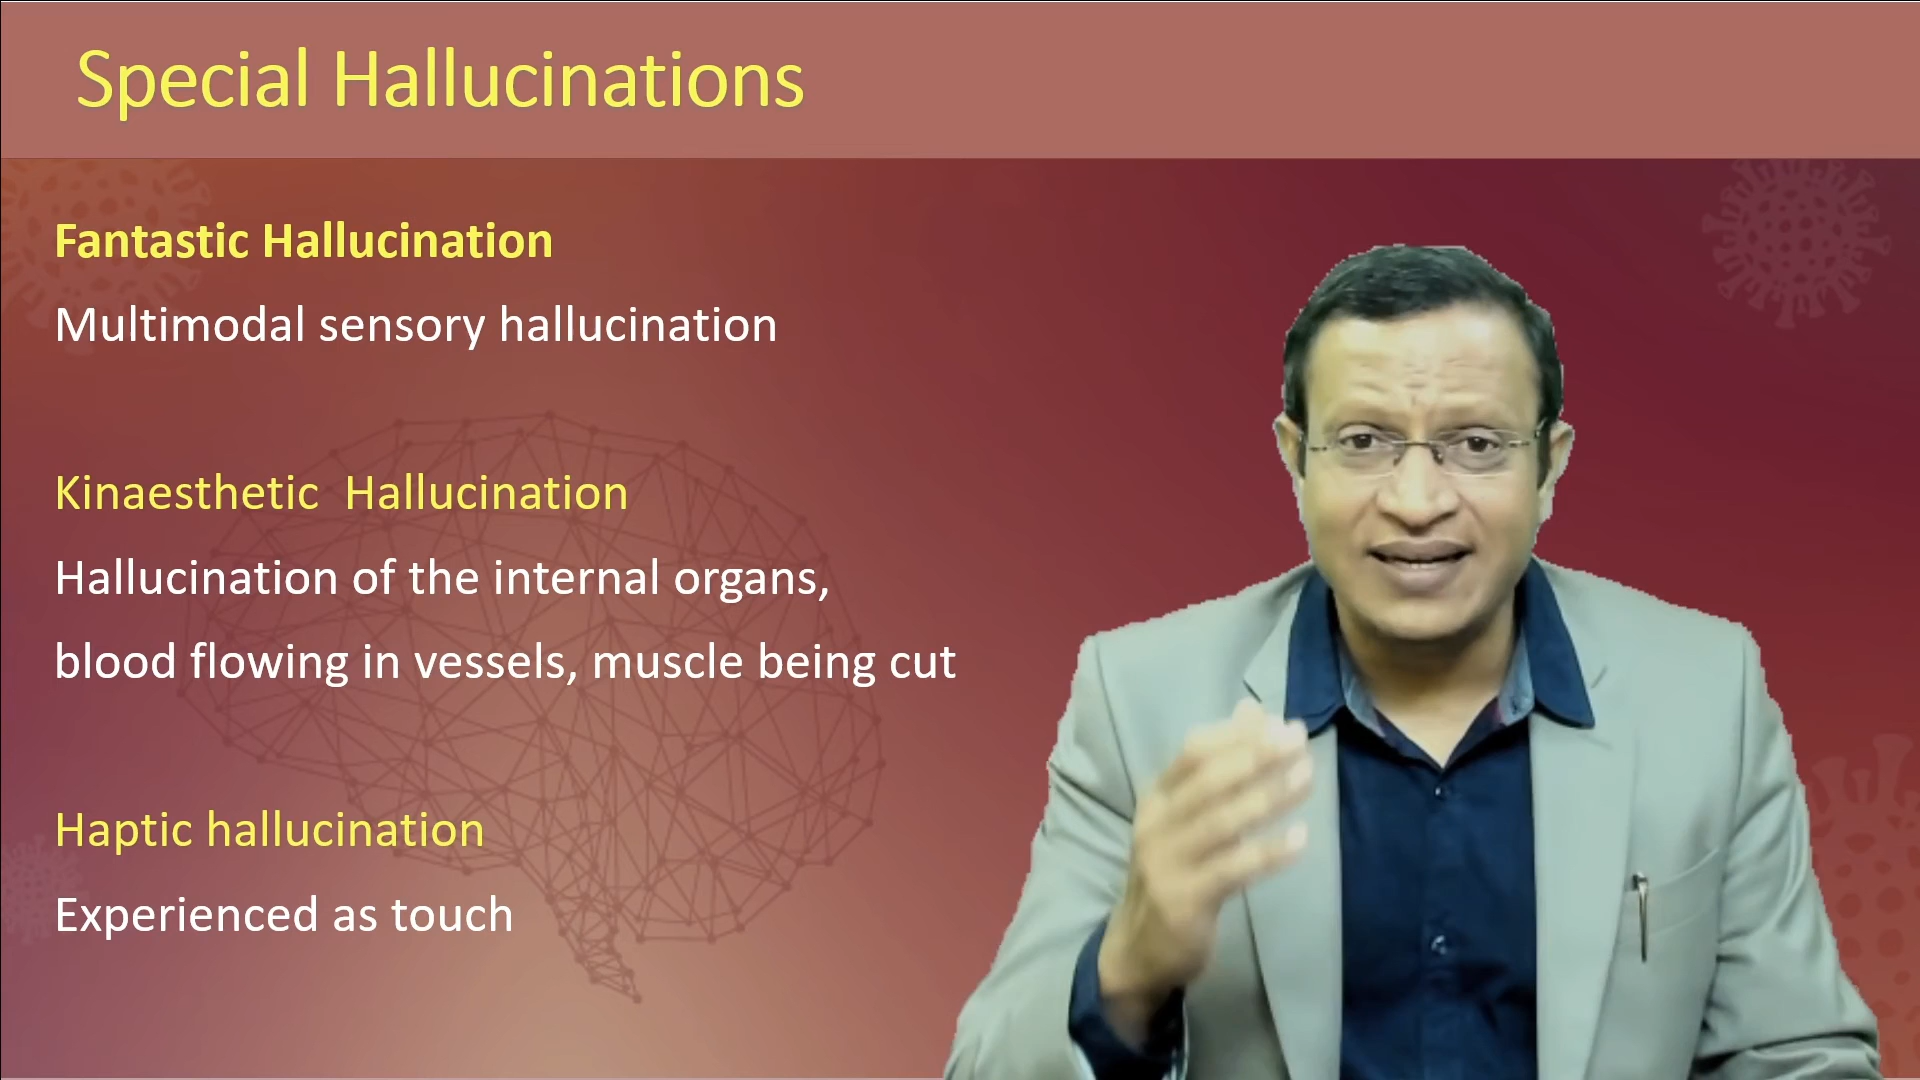 Special Hallucinations
Fantastic Hallucination
Multimodal sensory hallucination
Kinaesthetic  Hallucination
Hallucination of the internal organs,
blood flowing in vessels, muscle being cut
Haptic hallucination
Experienced as touch